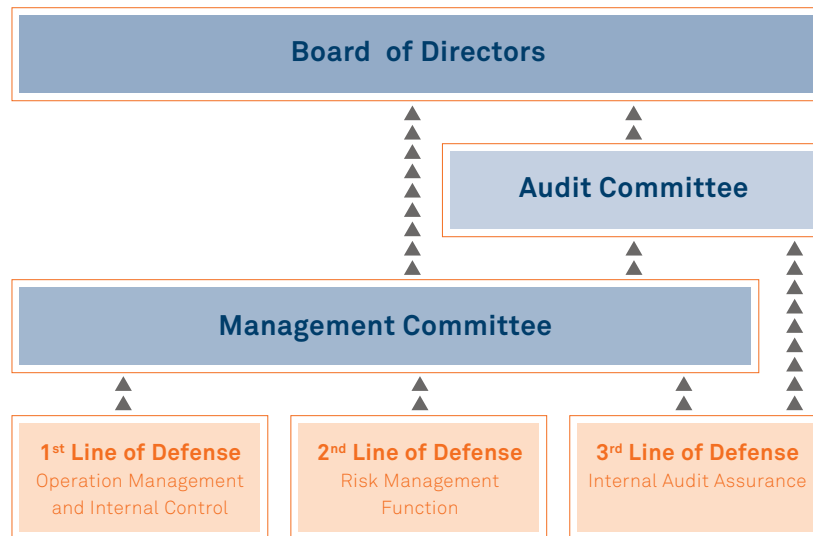 Board of Directors
Audit Committee
Management Committee
1st Line of Defense
Operation Management
and Internal Control
2nd Line of Defense
Risk Management
Function
3rd Line of Defense
Internal Audit Assurance